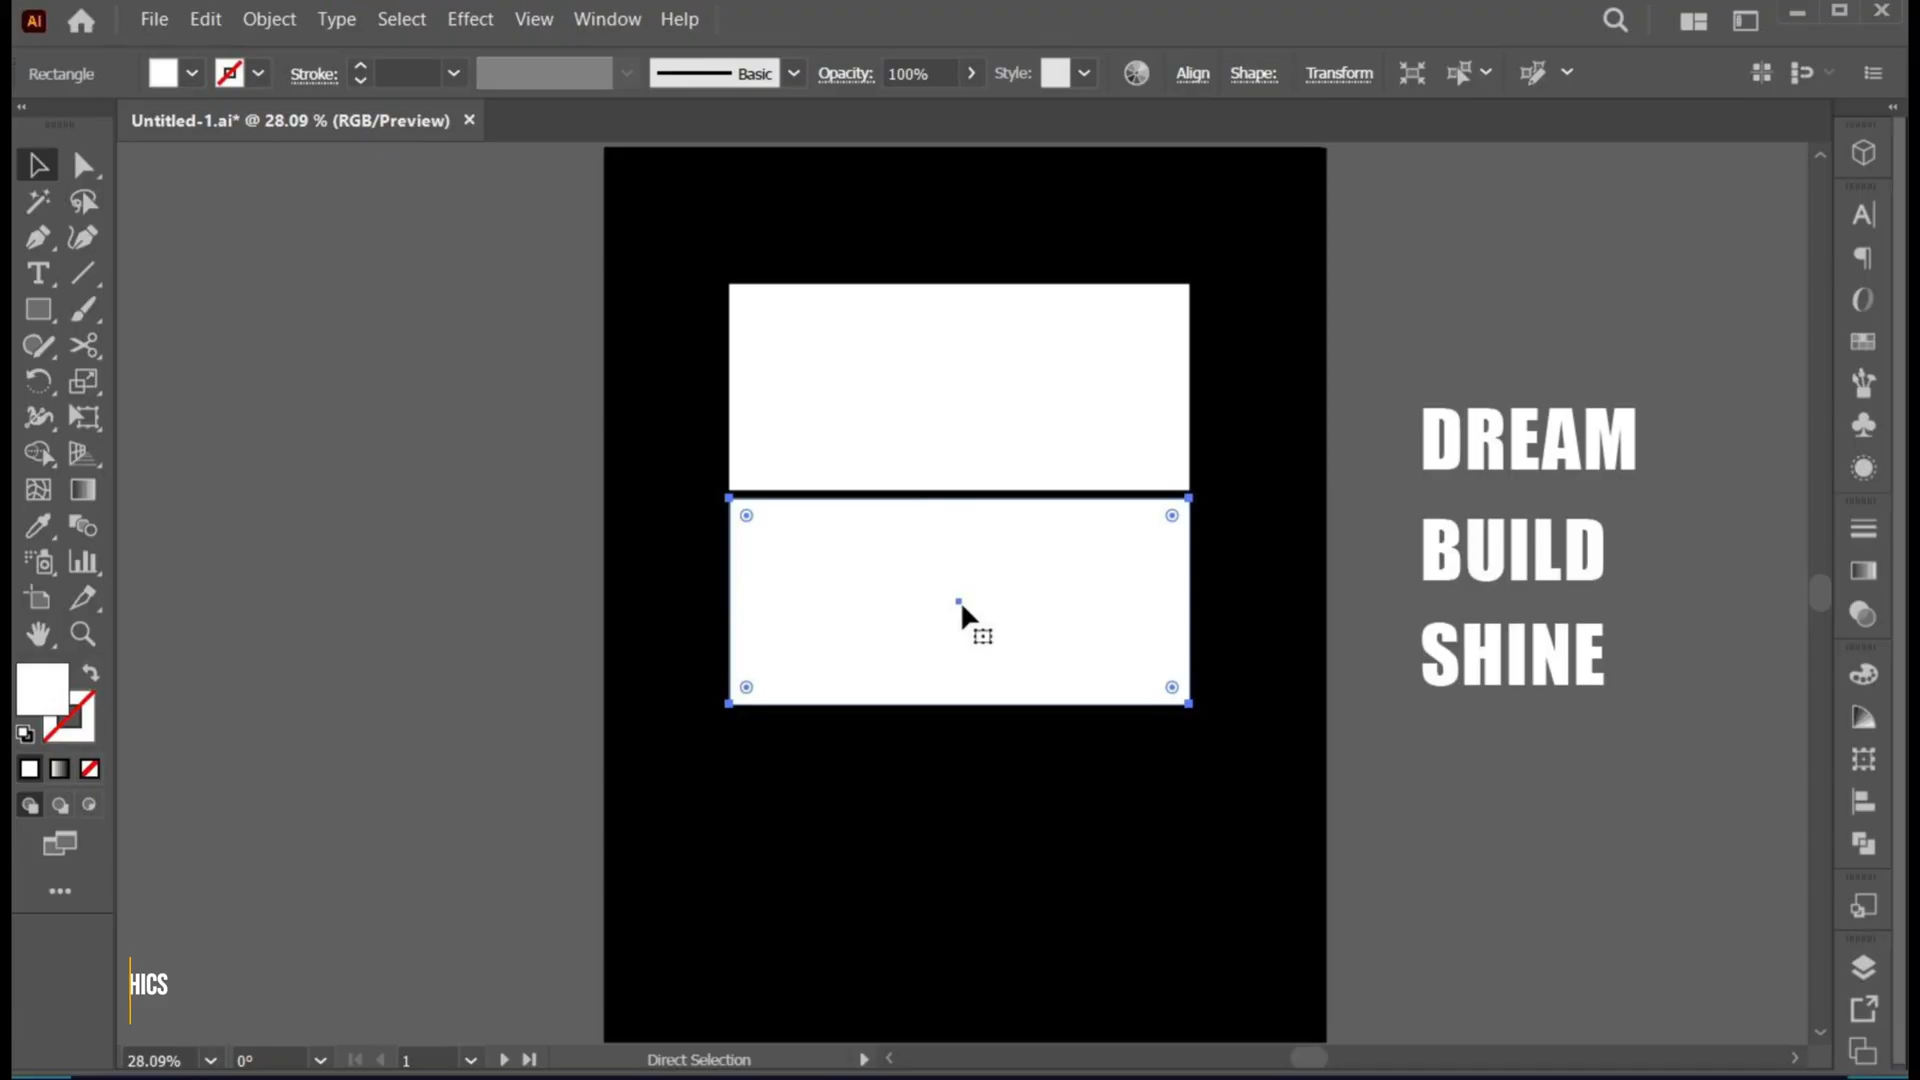 Ai File Edit Object Type Select Effect View Window Help
Rectangle Stroke: Basic Opacity: 100% Style: Align Shape: Transform
Untitled-1.ai* @ 28.09 % (RGB/Preview)
DREAM
BUILD
SHINE
HICS
28.09% 0° 1 Direct Selection